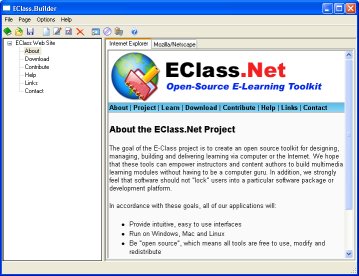 EClass.Builder
File Page Options Help
EClass Web Site
About
Download
Contribute
Help
Links
Contact
Internet Explorer Mozilla/Netscape
EClass.Net
Open-Source E-Learning Toolkit
About | Project | Learn | Download | Contribute | Help | Links | Contact
About the EClass.Net Project
The goal of the E-Class project is to create an open source toolkit for designing,
managing, building and delivering learning via computer or the Internet. We hope
that these tools can empower instructors and content authors to build multimedia
learning modules without having to be a computer guru. In addition, we strongly
feel that software should not "lock" users into a particular software package or
development platform.
In accordance with these goals, all of our applications will:
• Provide intuitive, easy to use interfaces
• Run on Windows, Mac and Linux
• Be "open source", which means all tools are free to use, modify and
redistribute